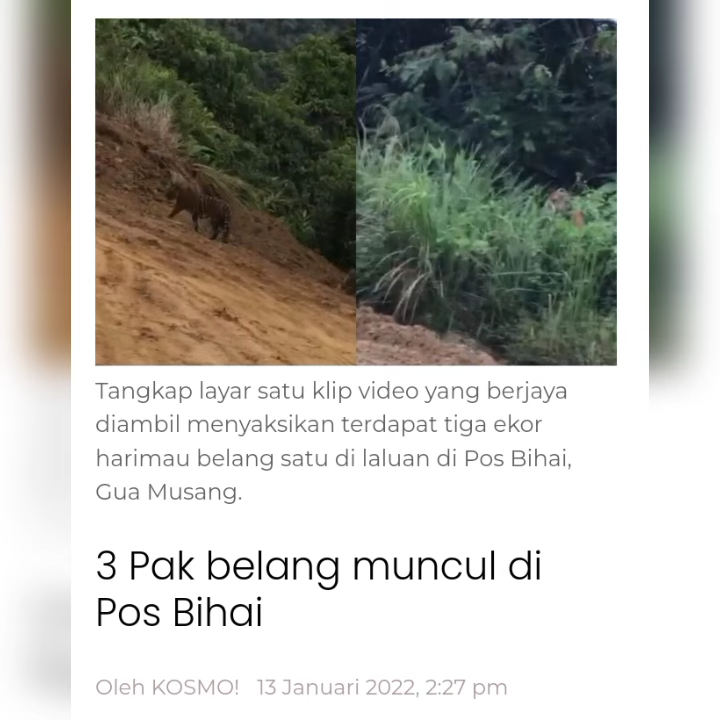 Tangkap layar satu klip video yang berjaya
diambil menyaksikan terdapat tiga ekor
harimau belang satu di laluan di Pos Bihai,
Gua Musang.
3 Pak belang muncul di
Pos Bihai
Oleh KOSMO! 13 Januari 2022, 2:27 pm